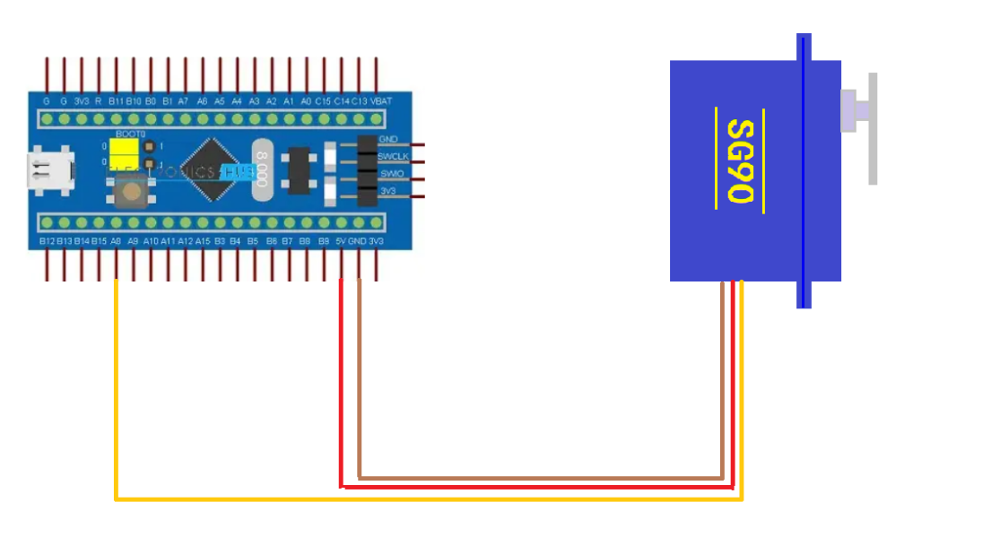 G G 3V3 R B11 B10 B0 B1 A7 A6 A5 A4 A3 A2 A1 A0 C15 C14 C13 VBAT
BOOT0
0 1
0 1
8.000
GND
SWCLK
SWIO
3V3
B12 B13 B14 B15 A8 A9 A10 A11 A12 A15 B3 B4 B5 B6 B7 B8 B9 5V GND 3V3
SG90